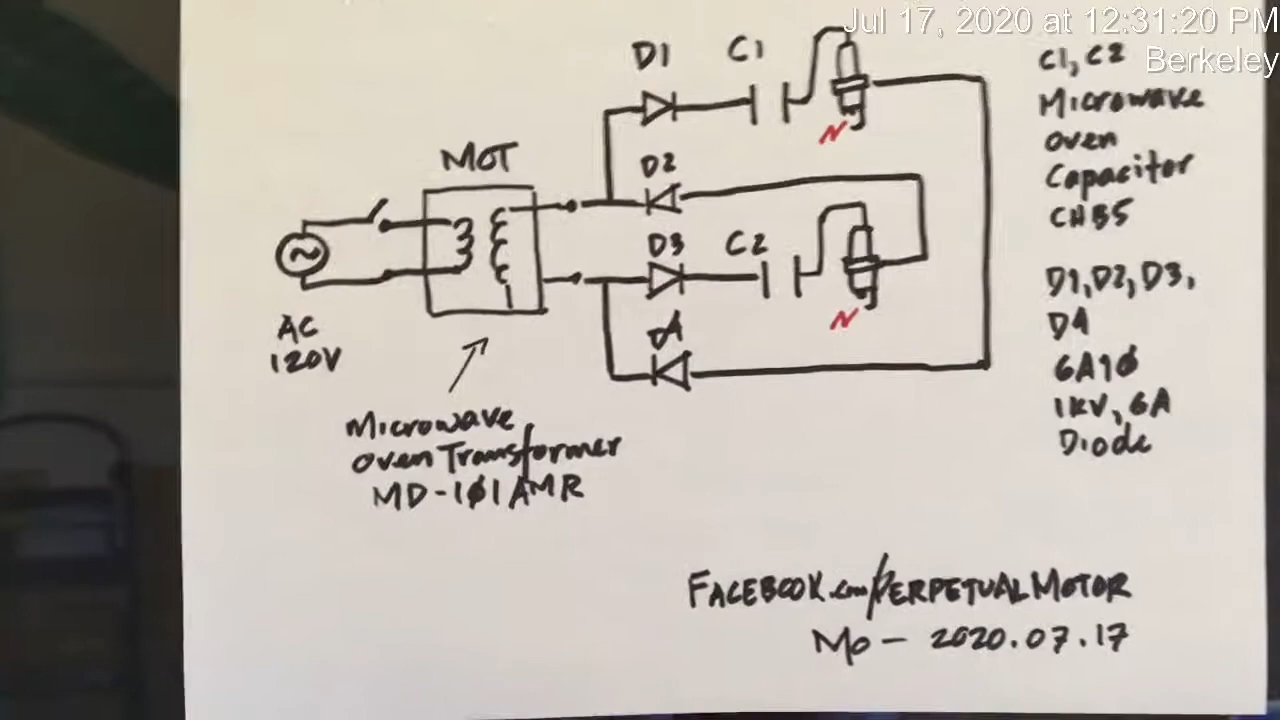 Jul 17, 2020 at 12:31:20 PM
Berkeley
D1
C1
C1, C2
Microwave
oven
Capacitor
CH85
MOT
D2
D3
C2
D1, D2, D3,
D4
6A10
1KV, 6A
Diode
N
N
~
AC
120V
Microwave
oven Transformer
MD-101AMR
FACEBOOK.com/PERPETUALMOTOR
Mo - 2020.07.17